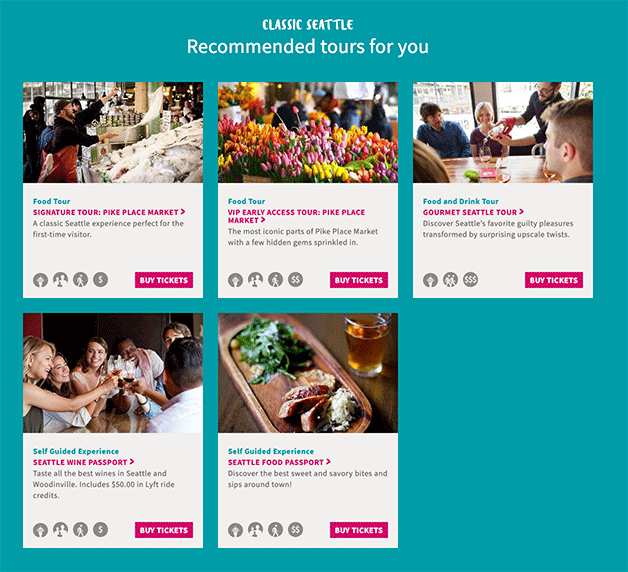 CLASSIC SEATTLE
Recommended tours for you
Food Tour
SIGNATURE TOUR: PIKE PLACE MARKET >
A classic Seattle experience perfect for the
first-time visitor.
$
BUY TICKETS
Food Tour
VIP EARLY ACCESS TOUR: PIKE PLACE
MARKET >
The most iconic parts of Pike Place Market
with a few hidden gems sprinkled in.
$$
BUY TICKETS
Food and Drink Tour
GOURMET SEATTLE TOUR >
Discover Seattle's favorite guilty pleasures
transformed by surprising upscale twists.
$$$
BUY TICKETS
Self Guided Experience
SEATTLE WINE PASSPORT >
Taste all the best wines in Seattle and
Woodinville. Includes $50.00 in Lyft ride
credits.
$
BUY TICKETS
Self Guided Experience
SEATTLE FOOD PASSPORT >
Discover the best sweet and savory bites and
sips around town!
$$
BUY TICKETS